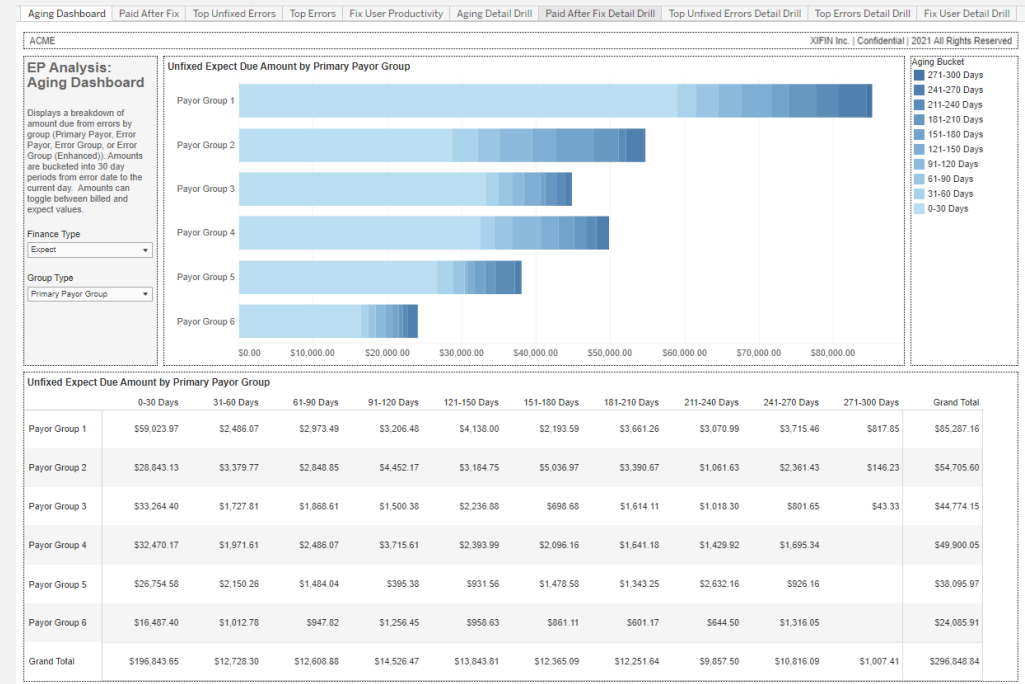 Aging Dashboard Paid After Fix Top Unfixed Errors Top Errors Fix User Productivity Aging Detail Drill Paid After Fix Detail Drill Top Unfixed Errors Detail Drill Top Errors Detail Drill Fix User Detail Drill
ACME XIFIN Inc. | Confidential | 2021 All Rights Reserved
EP Analysis:
Aging Dashboard
Displays a breakdown of
amount due from errors by
group (Primary Payor, Error
Payor, Error Group, or Error
Group (Enhanced)). Amounts
are bucketed into 30 day
periods from error date to the
current day. Amounts can
toggle between billed and
expect values.
Finance Type
Expect
Group Type
Primary Payor Group
Unfixed Expect Due Amount by Primary Payor Group
Payor Group 1
Payor Group 2
Payor Group 3
Payor Group 4
Payor Group 5
Payor Group 6
$0.00 $10,000.00 $20,000.00 $30,000.00 $40,000.00 $50,000.00 $60,000.00 $70,000.00 $80,000.00
Aging Bucket
271-300 Days
241-270 Days
211-240 Days
181-210 Days
151-180 Days
121-150 Days
91-120 Days
61-90 Days
31-60 Days
0-30 Days
Unfixed Expect Due Amount by Primary Payor Group
0-30 Days 31-60 Days 61-90 Days 91-120 Days 121-150 Days 151-180 Days 181-210 Days 211-240 Days 241-270 Days 271-300 Days Grand Total
Payor Group 1 $59,023.97 $2,486.07 $2,973.49 $3,206.48 $4,138.00 $2,193.59 $3,661.26 $3,070.99 $3,715.46 $817.85 $85,287.16
Payor Group 2 $28,843.13 $3,379.77 $2,848.85 $4,452.17 $3,184.75 $5,036.97 $3,390.67 $1,061.63 $2,361.43 $146.23 $54,705.60
Payor Group 3 $33,264.40 $1,727.81 $1,868.61 $1,500.38 $2,236.88 $698.68 $1,614.11 $1,018.30 $801.65 $43.33 $44,774.15
Payor Group 4 $32,470.17 $1,971.61 $2,486.07 $3,715.61 $2,393.99 $2,096.16 $1,641.18 $1,429.92 $1,695.34 $49,900.05
Payor Group 5 $26,754.58 $2,150.26 $1,484.04 $395.38 $931.56 $1,478.58 $1,343.25 $2,632.16 $926.16 $38,095.97
Payor Group 6 $16,487.40 $1,012.78 $947.82 $1,256.45 $958.63 $861.11 $601.17 $644.50 $1,316.05 $24,085.91
Grand Total $196,843.65 $12,728.30 $12,608.88 $14,526.47 $13,843.81 $12,365.09 $12,251.64 $9,857.50 $10,816.09 $1,007.41 $296,848.84